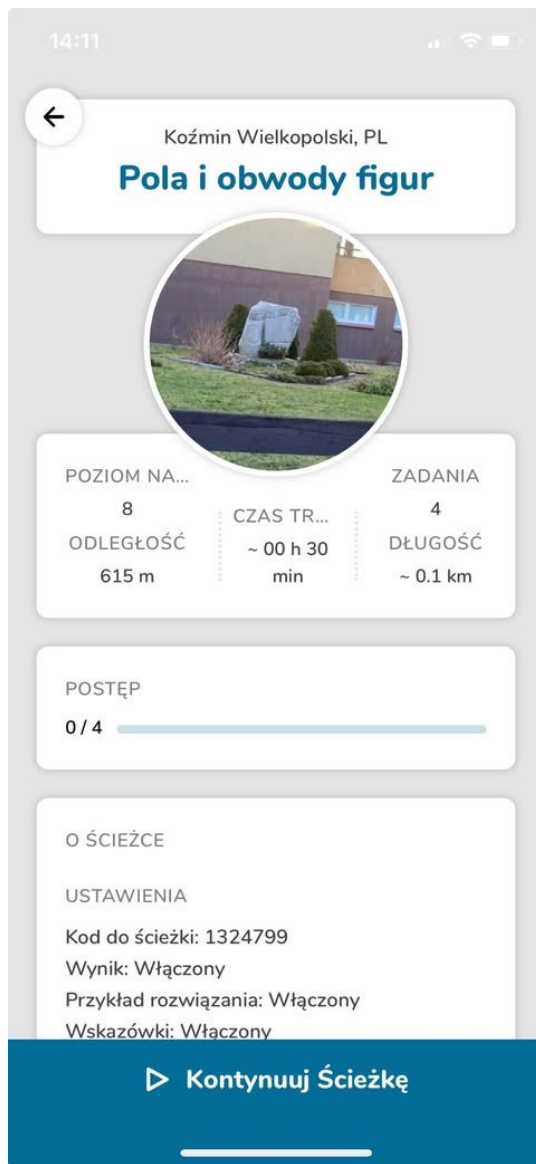 14:11
Koźmin Wielkopolski, PL
Pola i obwody figur
POZIOM NA...
8
ODLEGŁOŚĆ
615 m
CZAS TR...
~ 00 h 30
min
ZADANIA
4
DŁUGOŚĆ
~ 0.1 km
POSTĘP
0 / 4
O ŚCIEŻCE
USTAWIENIA
Kod do ścieżki: 1324799
Wynik: Włączony
Przykład rozwiązania: Włączony
Wskazówki: Włączony
Kontynuuj Ścieżkę